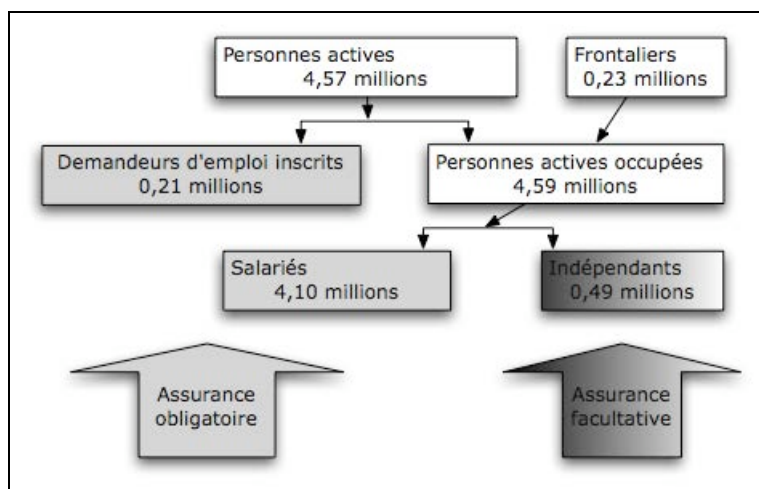 Personnes actives
4,57 millions
Frontaliers
0,23 millions
Demandeurs d'emploi inscrits
0,21 millions
Personnes actives occupées
4,59 millions
Salariés
4,10 millions
Indépendants
0,49 millions
Assurance
obligatoire
Assurance
facultative